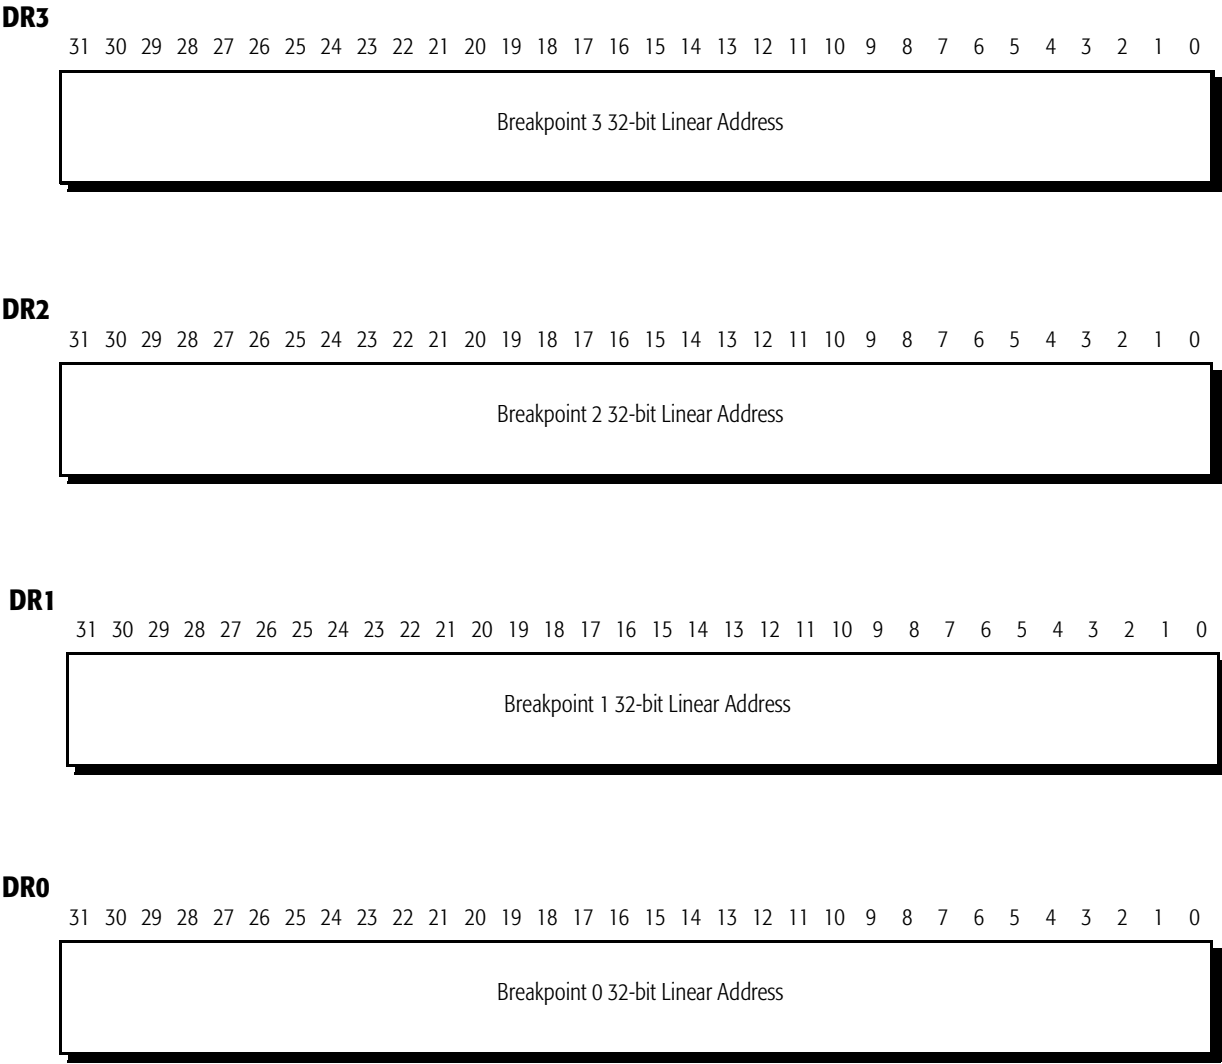 DR3
31 30 29 28 27 26 25 24 23 22 21 20 19 18 17 16 15 14 13 12 11 10 9 8 7 6 5 4 3 2 1 0
Breakpoint 3 32-bit Linear Address
DR2
31 30 29 28 27 26 25 24 23 22 21 20 19 18 17 16 15 14 13 12 11 10 9 8 7 6 5 4 3 2 1 0
Breakpoint 2 32-bit Linear Address
DR1
31 30 29 28 27 26 25 24 23 22 21 20 19 18 17 16 15 14 13 12 11 10 9 8 7 6 5 4 3 2 1 0
Breakpoint 1 32-bit Linear Address
DR0
31 30 29 28 27 26 25 24 23 22 21 20 19 18 17 16 15 14 13 12 11 10 9 8 7 6 5 4 3 2 1 0
Breakpoint 0 32-bit Linear Address